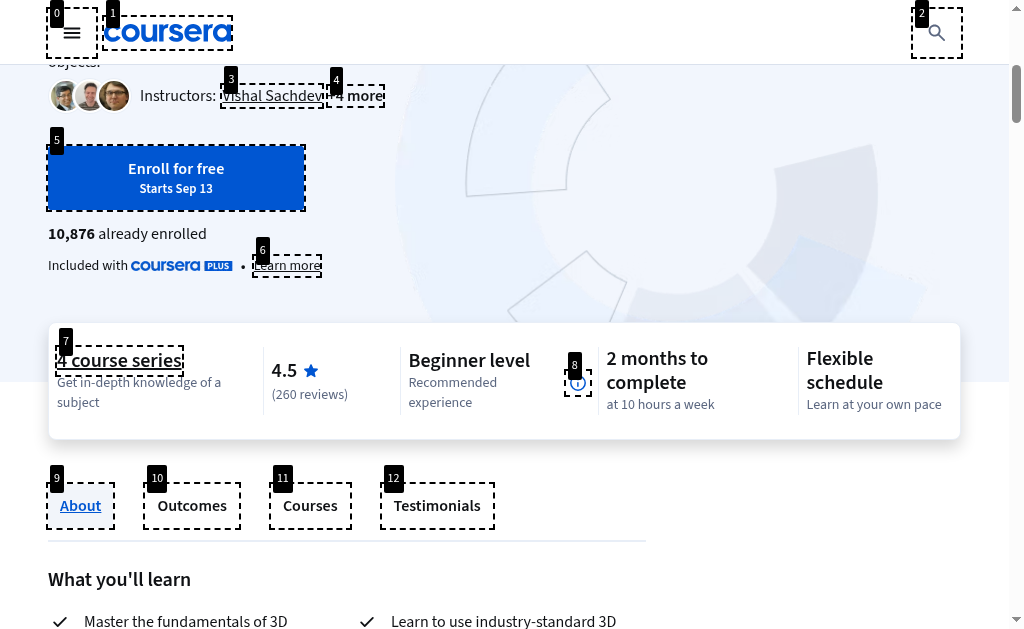 0
1
2
coursera
objects.
3
4
Instructors: Vishal Sachdev +4 more
5
Enroll for free
Starts Sep 13
10,876 already enrolled
6
Included with coursera PLUS • Learn more
7
4 course series
Get in-depth knowledge of a
subject
4.5
(260 reviews)
Beginner level
Recommended
experience
8
2 months to
complete
at 10 hours a week
Flexible
schedule
Learn at your own pace
9
10
11
12
About
Outcomes
Courses
Testimonials
What you'll learn
Master the fundamentals of 3D
Learn to use industry-standard 3D